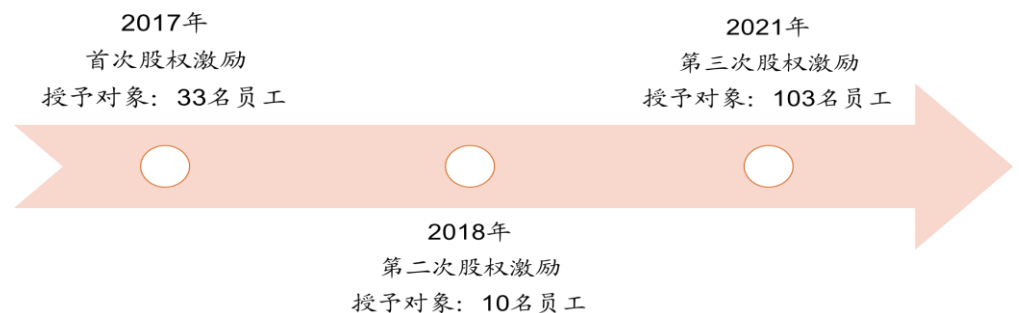 2017年
首次股权激励
授予对象：33名员工
2018年
第二次股权激励
授予对象：10名员工
2021年
第三次股权激励
授予对象：103名员工